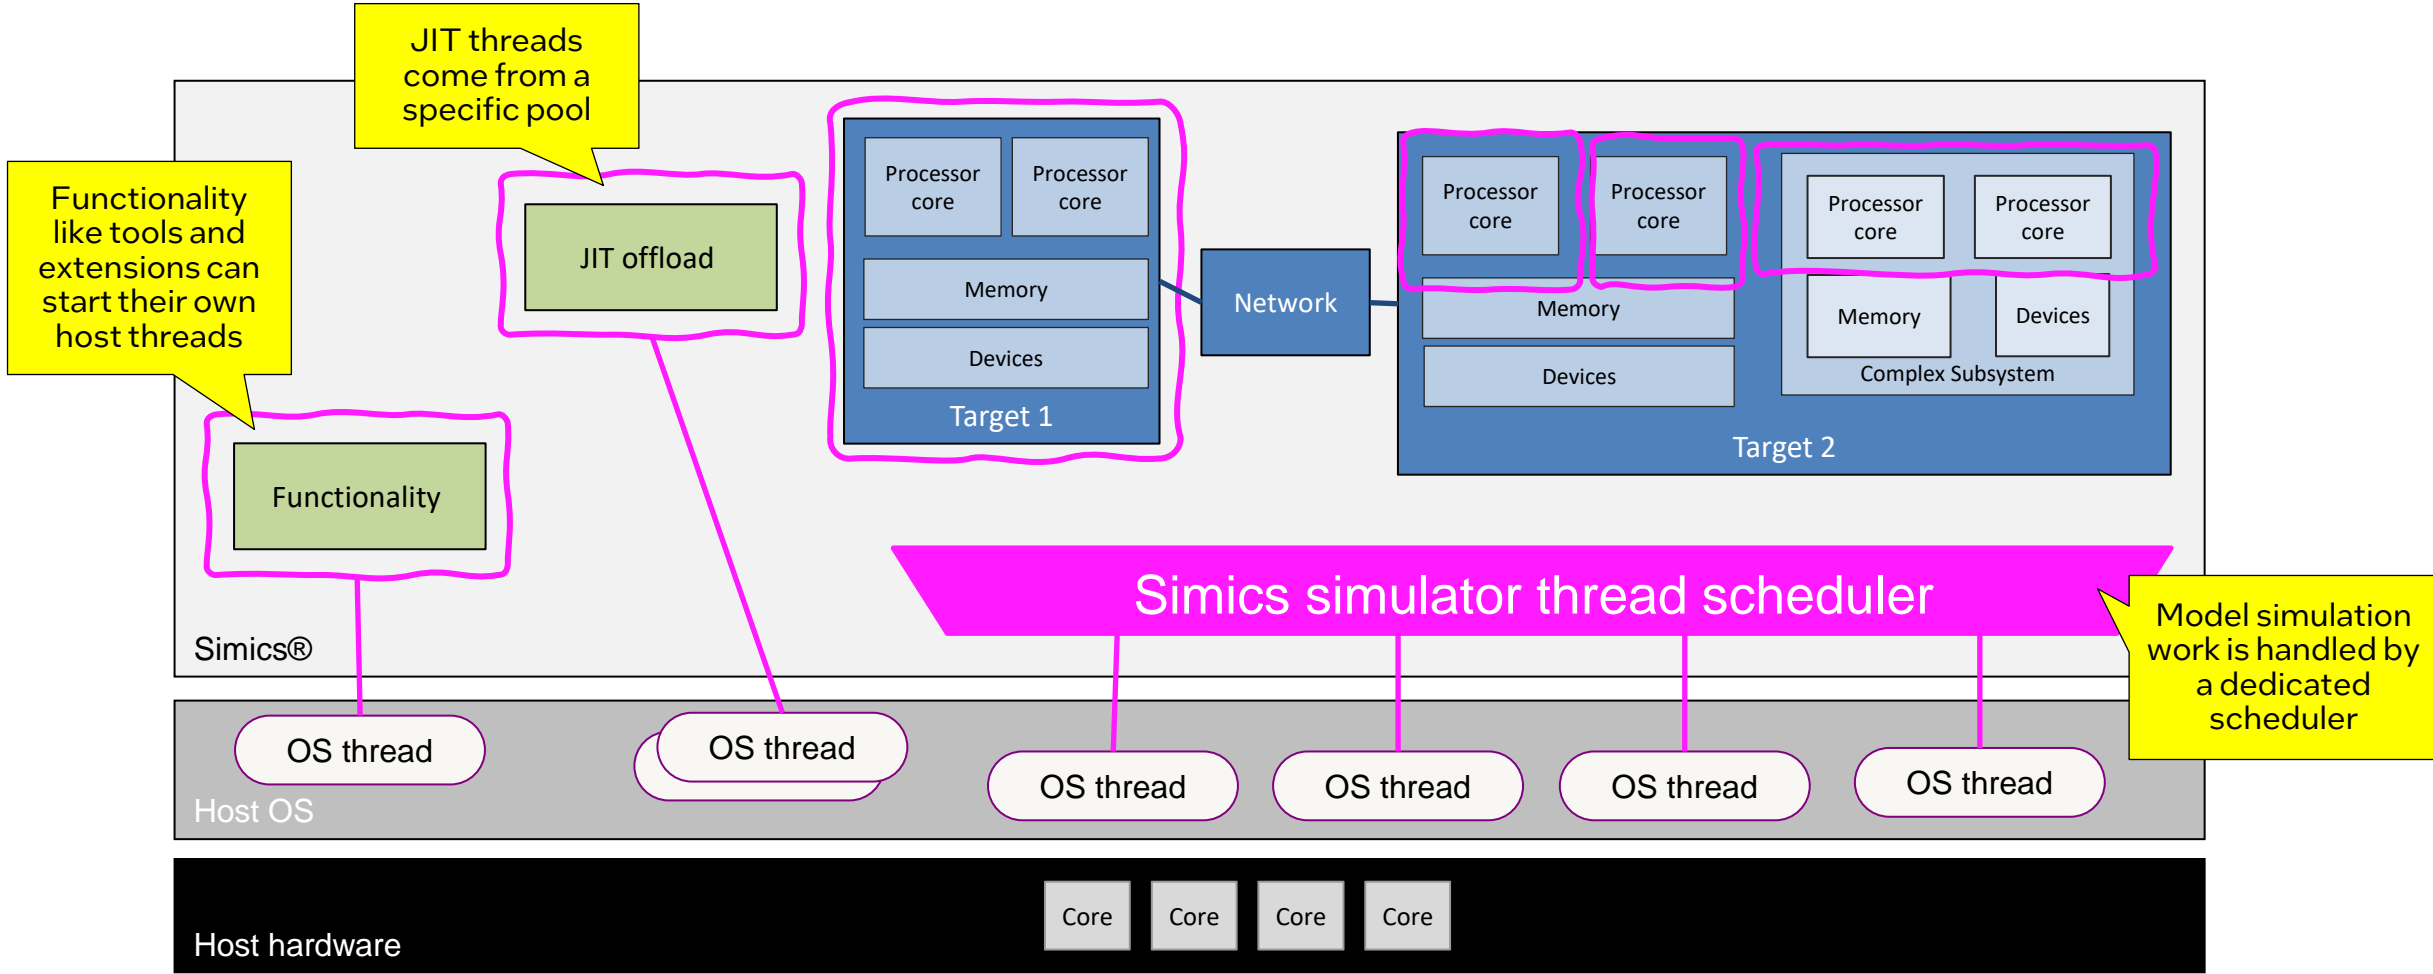 JIT threads
come from a
specific pool
Functionality
like tools and
extensions can
start their own
host threads
JIT offload
Functionality
Simics®
Processor
core
Processor
core
Memory
Devices
Target 1
Network
Processor
core
Processor
core
Memory
Devices
Processor
core
Processor
core
Memory
Devices
Complex Subsystem
Target 2
Simics simulator thread scheduler
Model simulation
work is handled by
a dedicated
scheduler
OS thread
OS thread
OS thread
OS thread
OS thread
OS thread
Host OS
Core
Core
Core
Core
Host hardware